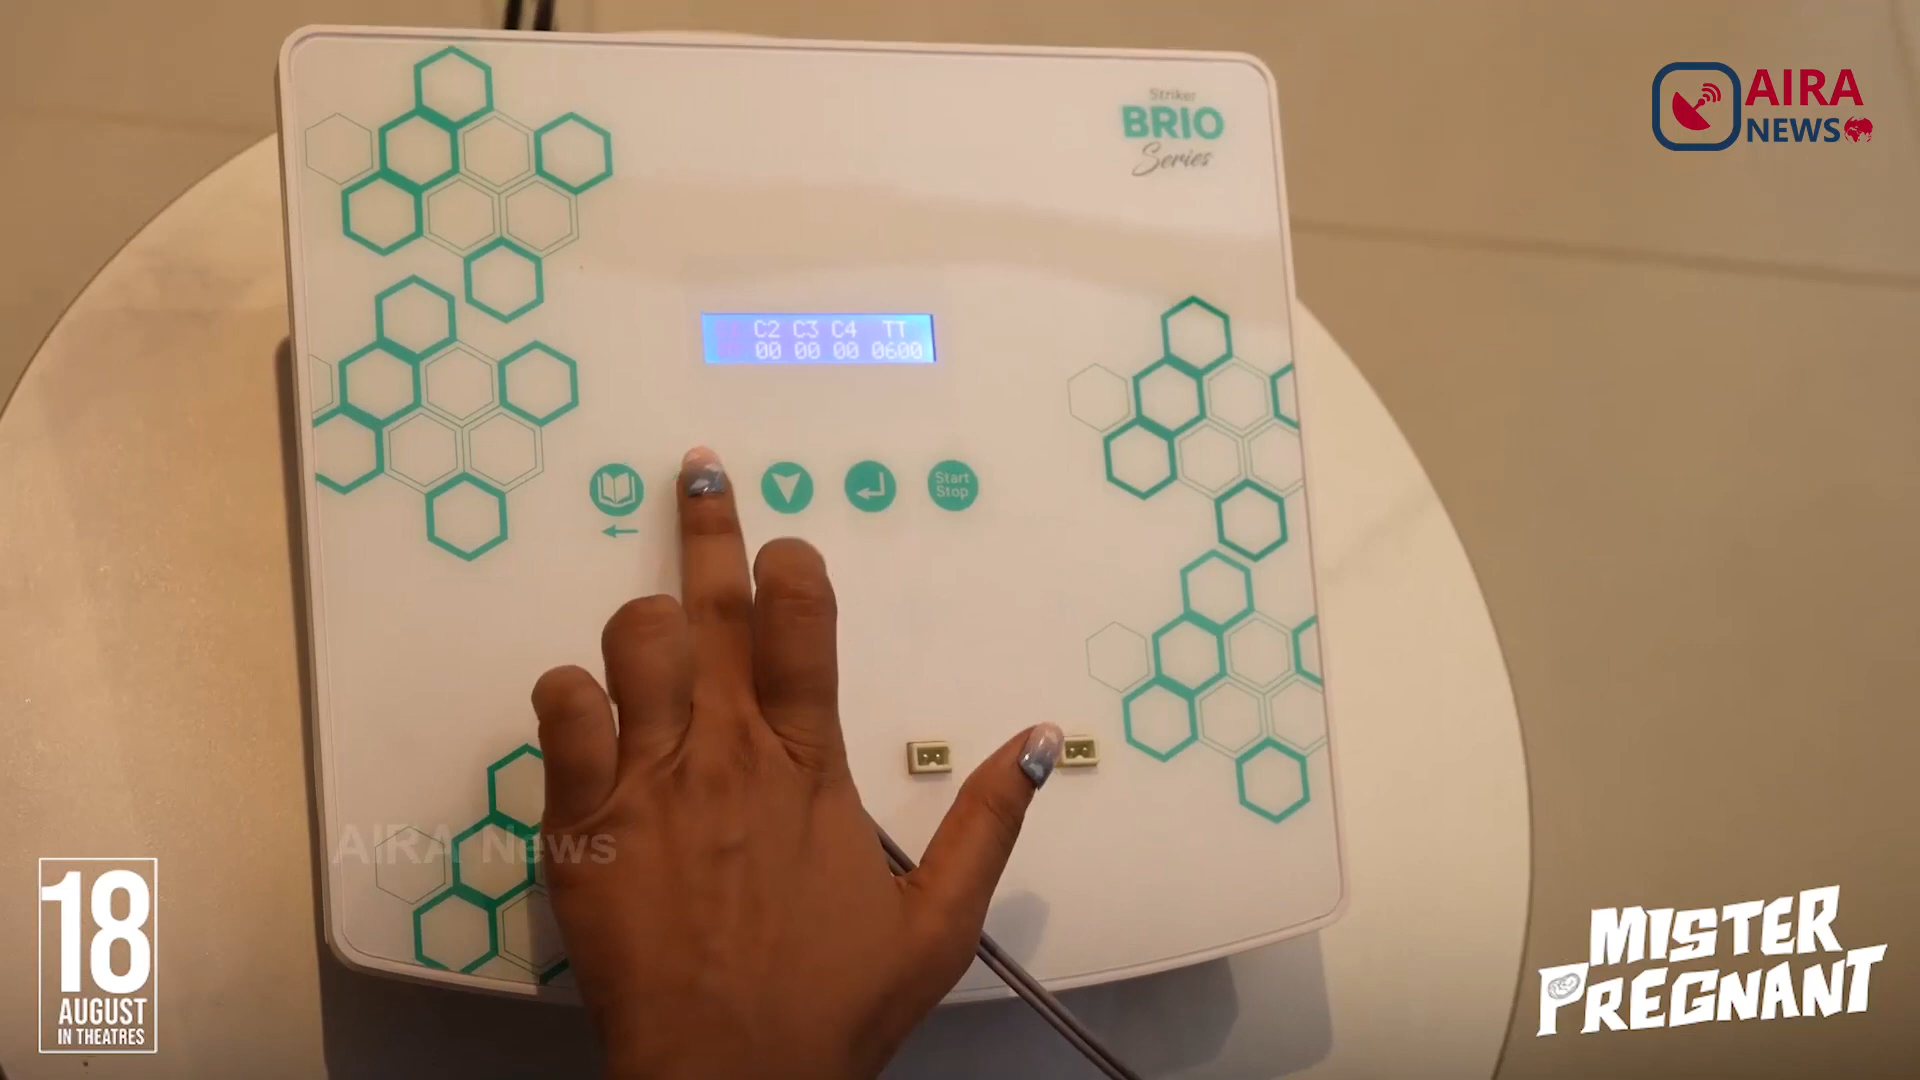 Striker
BRIO
Series
AIRA
NEWS
C2 C3 C4 TT
00 00 00 0600
Start
Stop
AIRA News
18
AUGUST
IN THEATRES
MISTER
PREGNANT